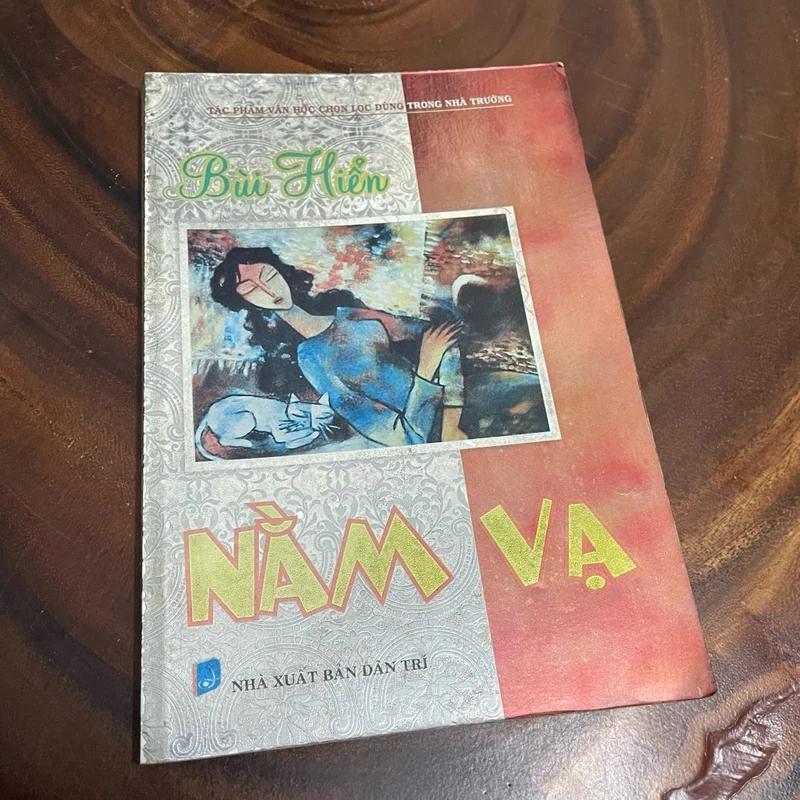 TÁC PHẨM VĂN HỌC CHỌN LỌC DÙNG TRONG NHÀ TRƯỜNG
Bùi Hiển
NẰM VẠ
NHÀ XUẤT BẢN DÂN TRÍ